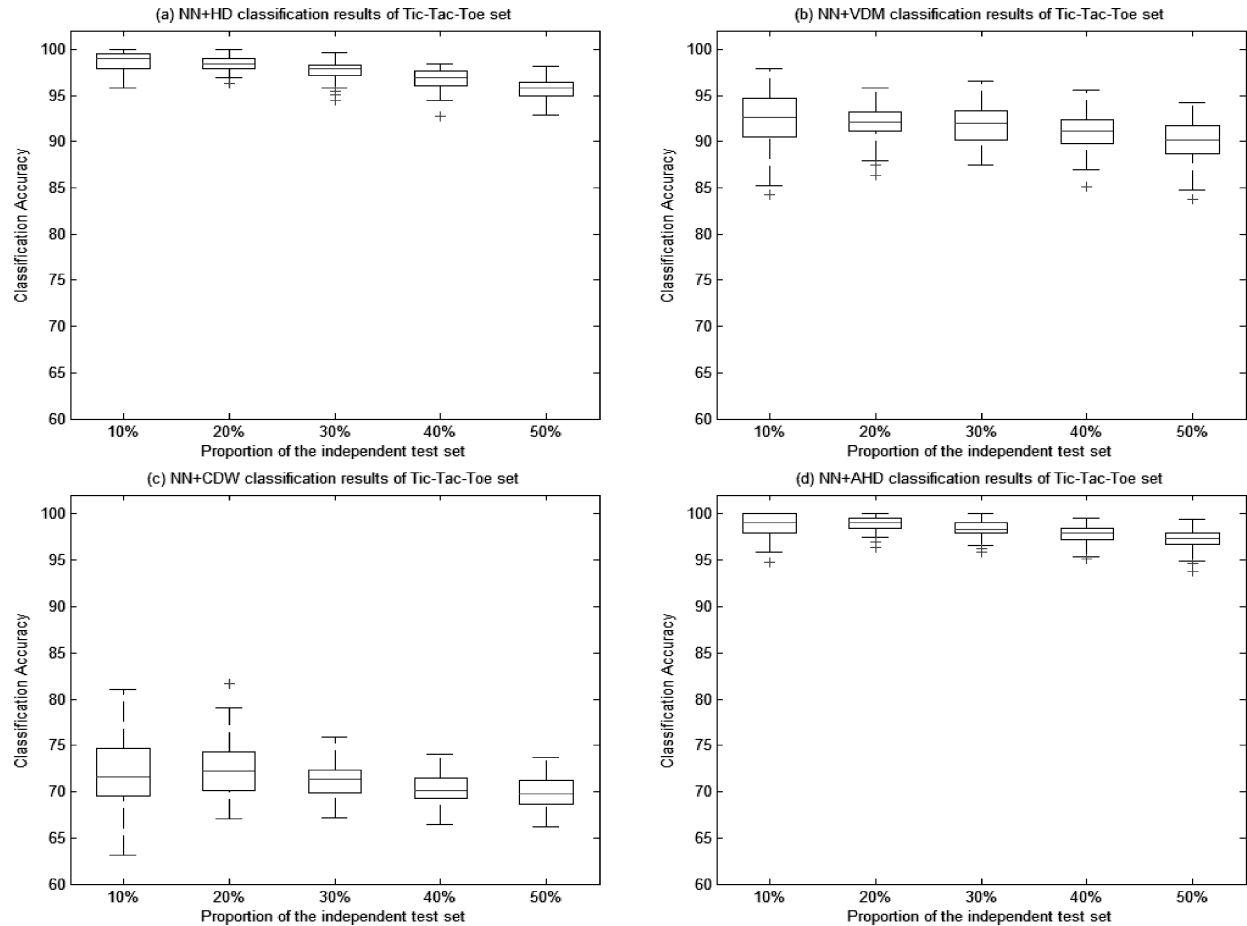 (a) NN+HD classification results of Tic-Tac-Toe set
Classification Accuracy
100
95
90
85
80
75
70
65
60
10% 20% 30% 40% 50%
Proportion of the independent test set
(b) NN+VDM classification results of Tic-Tac-Toe set
Classification Accuracy
100
95
90
85
80
75
70
65
60
10% 20% 30% 40% 50%
Proportion of the independent test set
(c) NN+CDW classification results of Tic-Tac-Toe set
Classification Accuracy
100
95
90
85
80
75
70
65
60
10% 20% 30% 40% 50%
Proportion of the independent test set
(d) NN+AHD classification results of Tic-Tac-Toe set
Classification Accuracy
100
95
90
85
80
75
70
65
60
10% 20% 30% 40% 50%
Proportion of the independent test set